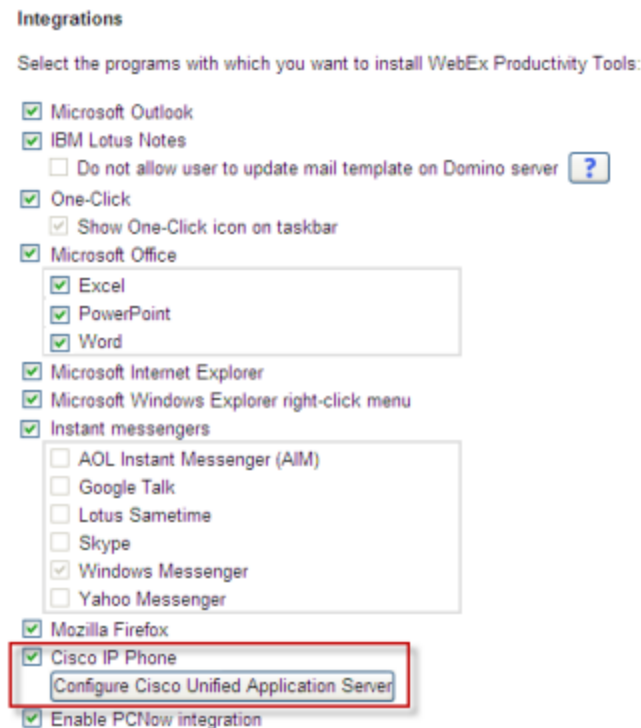 Integrations
Select the programs with which you want to install WebEx Productivity Tools:
Microsoft Outlook
IBM Lotus Notes
Do not allow user to update mail template on Domino server ?
One-Click
Show One-Click icon on taskbar
Microsoft Office
Excel
PowerPoint
Word
Microsoft Internet Explorer
Microsoft Windows Explorer right-click menu
Instant messengers
AOL Instant Messenger (AIM)
Google Talk
Lotus Sametime
Skype
Windows Messenger
Yahoo Messenger
Mozilla Firefox
Cisco IP Phone
Configure Cisco Unified Application Server
Enable PCNow integration